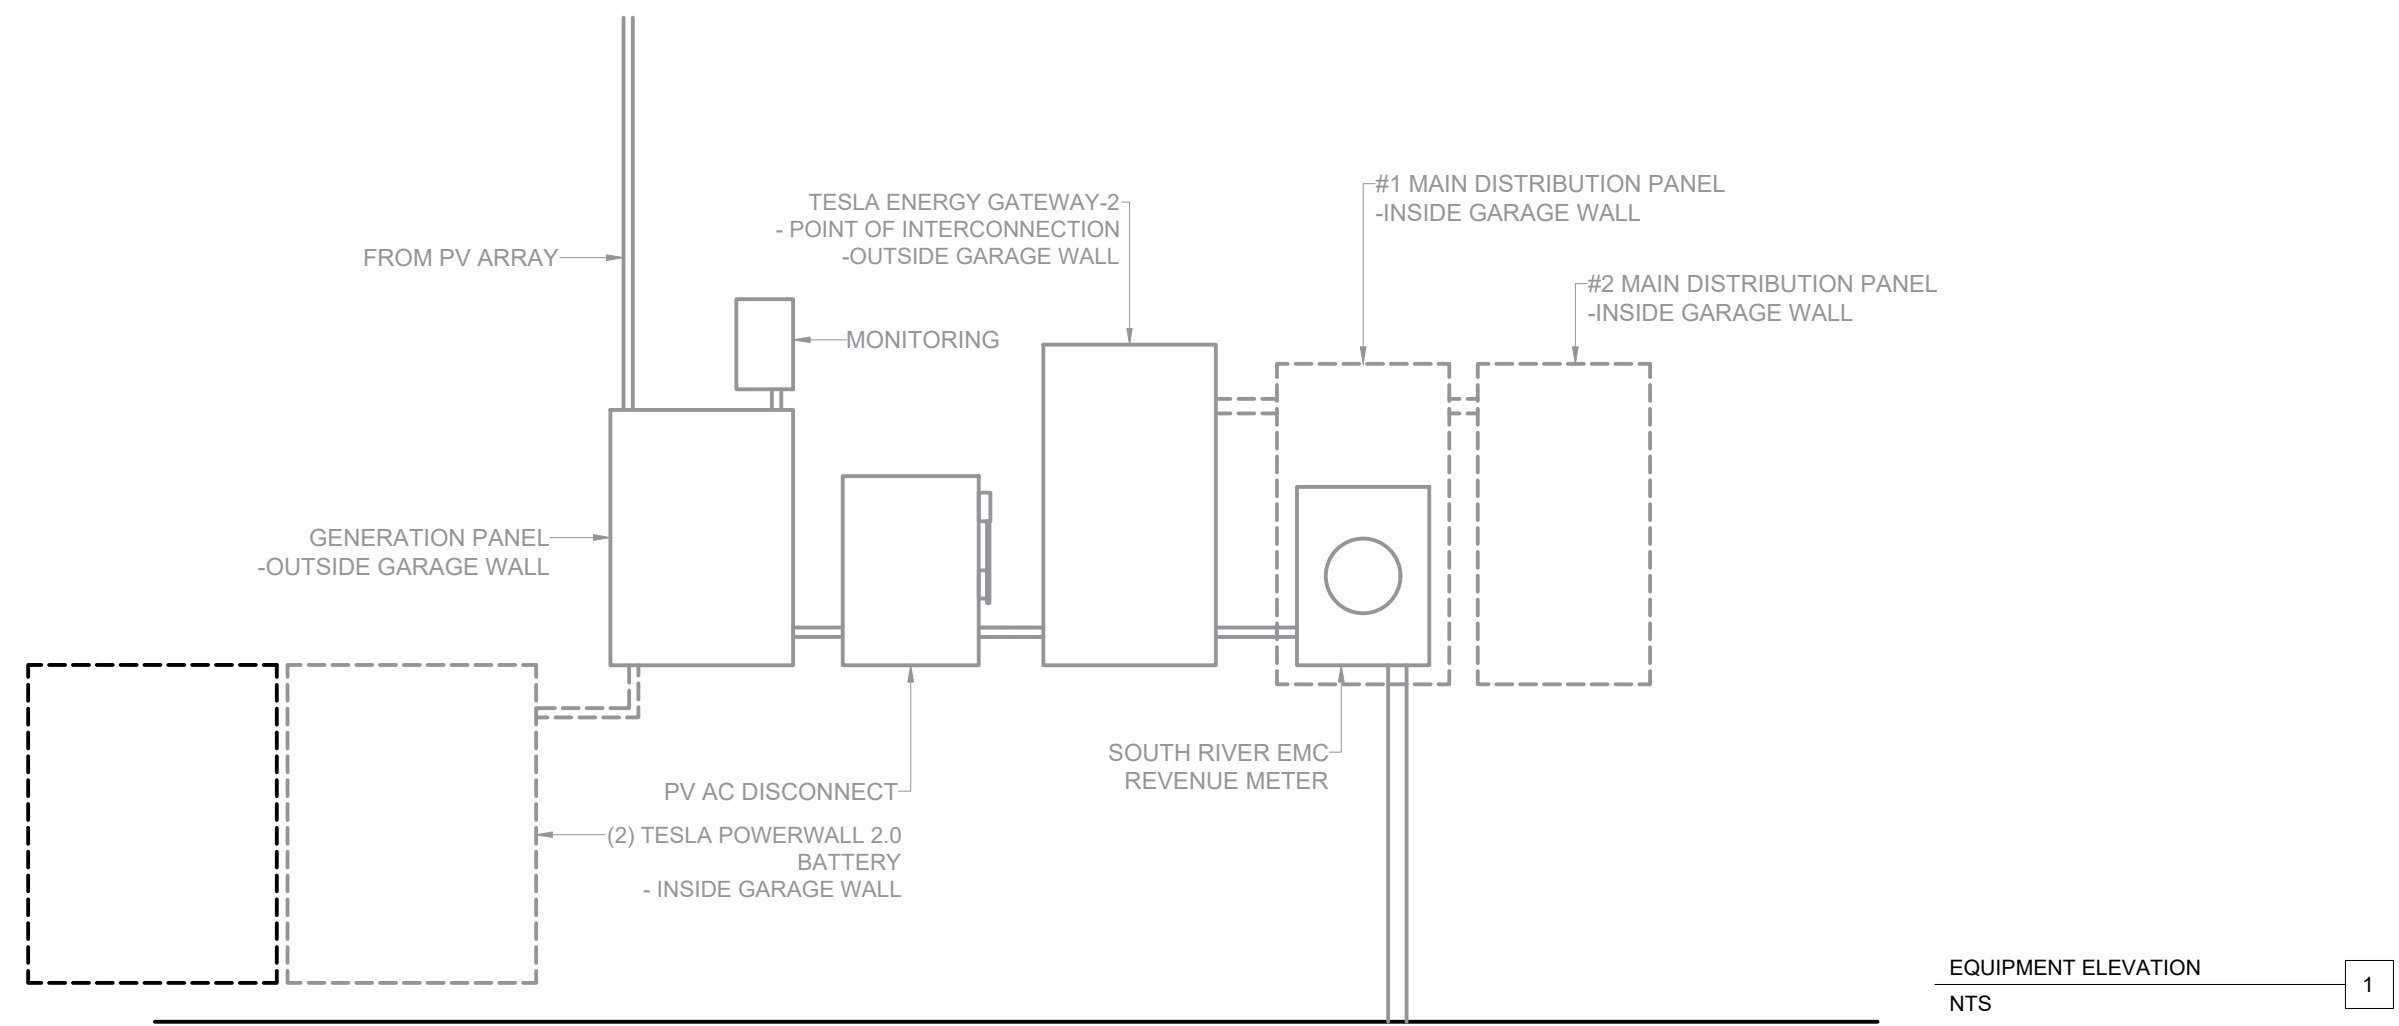 #1 MAIN DISTRIBUTION PANEL
-INSIDE GARAGE WALL
TESLA ENERGY GATEWAY-2
- POINT OF INTERCONNECTION
-OUTSIDE GARAGE WALL
FROM PV ARRAY
#2 MAIN DISTRIBUTION PANEL
-INSIDE GARAGE WALL
MONITORING
GENERATION PANEL
-OUTSIDE GARAGE WALL
SOUTH RIVER EMC
REVENUE METER
PV AC DISCONNECT
(2) TESLA POWERWALL 2.0
BATTERY
- INSIDE GARAGE WALL
EQUIPMENT ELEVATION
1
NTS